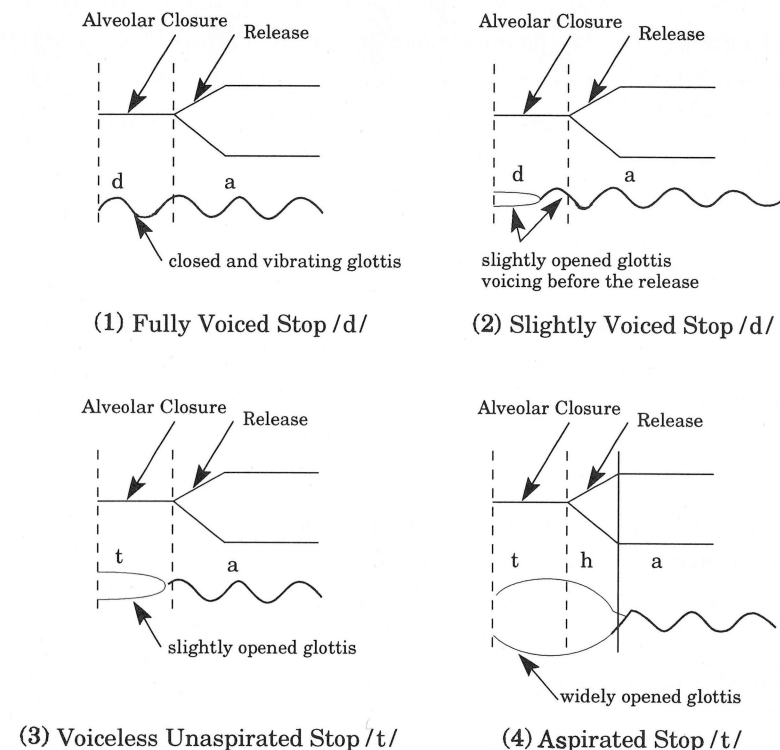 Alveolar Closure
Release
d
a
closed and vibrating glottis
(1) Fully Voiced Stop /d/
Alveolar Closure
Release
d
a
slightly opened glottis
voicing before the release
(2) Slightly Voiced Stop /d/
Alveolar Closure
Release
t
a
slightly opened glottis
(3) Voiceless Unaspirated Stop /t/
Alveolar Closure
Release
t
h
a
widely opened glottis
(4) Aspirated Stop /t/